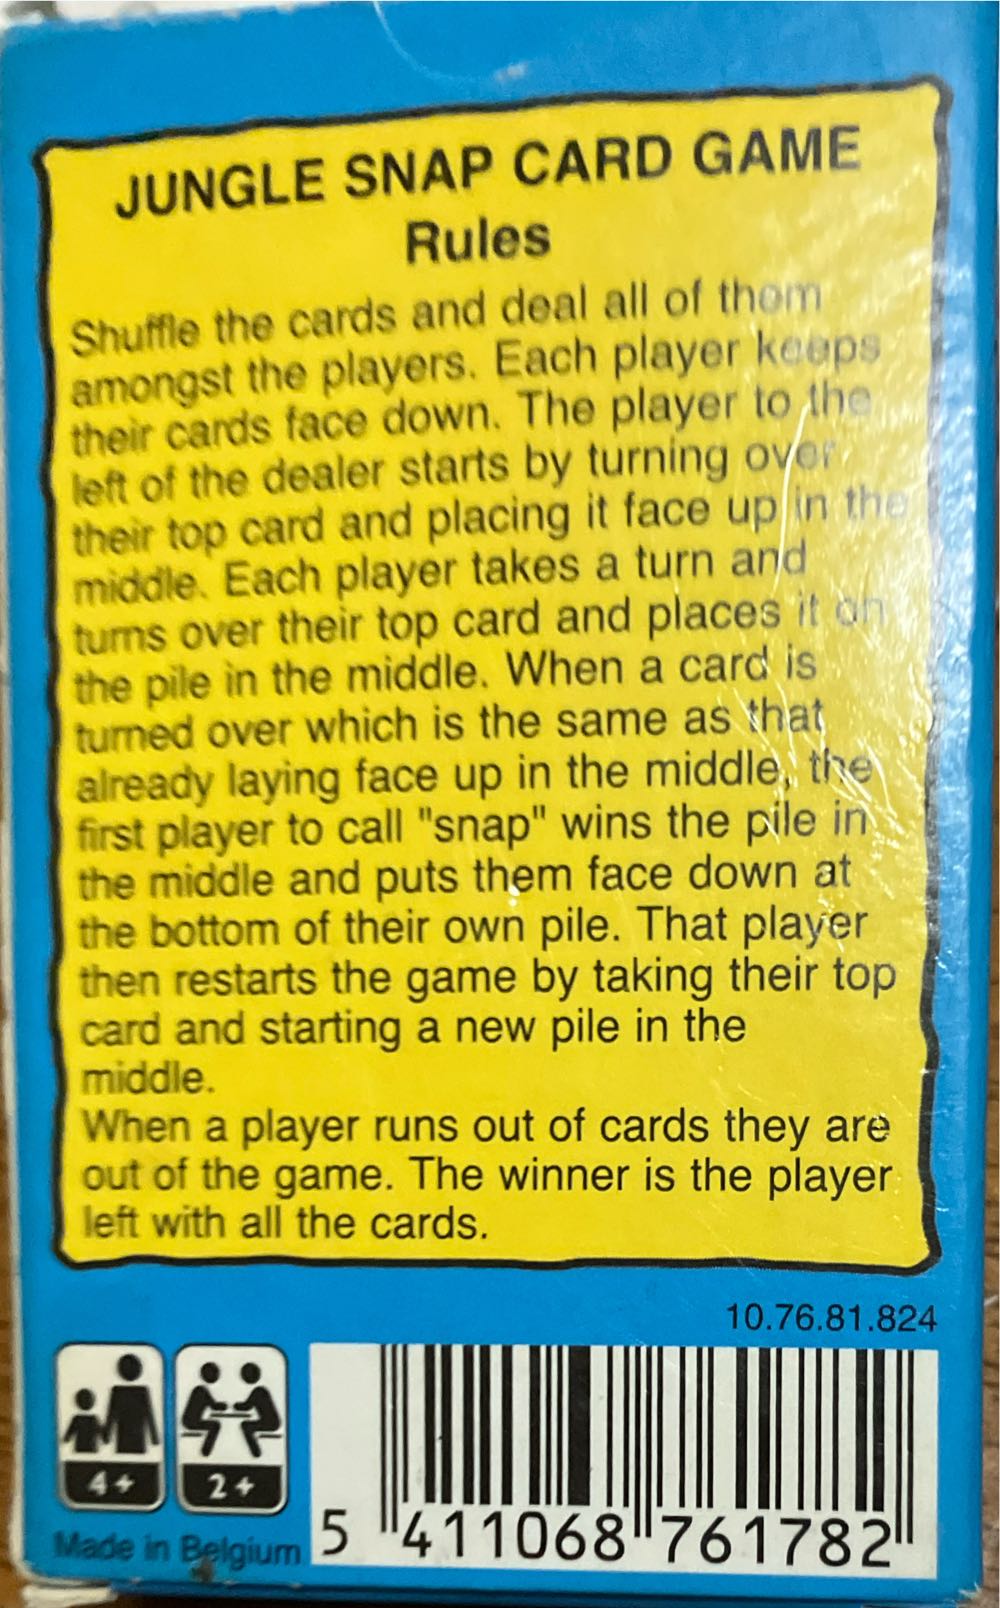 JUNGLE SNAP CARD GAME
Rules
Shuffle the cards and deal all of them
amongst the players. Each player keeps
their cards face down. The player to the
left of the dealer starts by turning over
their top card and placing it face up in the
middle. Each player takes a turn and
turns over their top card and places it on
the pile in the middle. When a card is
turned over which is the same as that
already laying face up in the middle, the
first player to call "snap" wins the pile in
the middle and puts them face down at
the bottom of their own pile. That player
then restarts the game by taking their top
card and starting a new pile in the
middle.
When a player runs out of cards they are
out of the game. The winner is the player
left with all the cards.
10.76.81.824
4+
2+
Made in Belgium
5 411068 761782